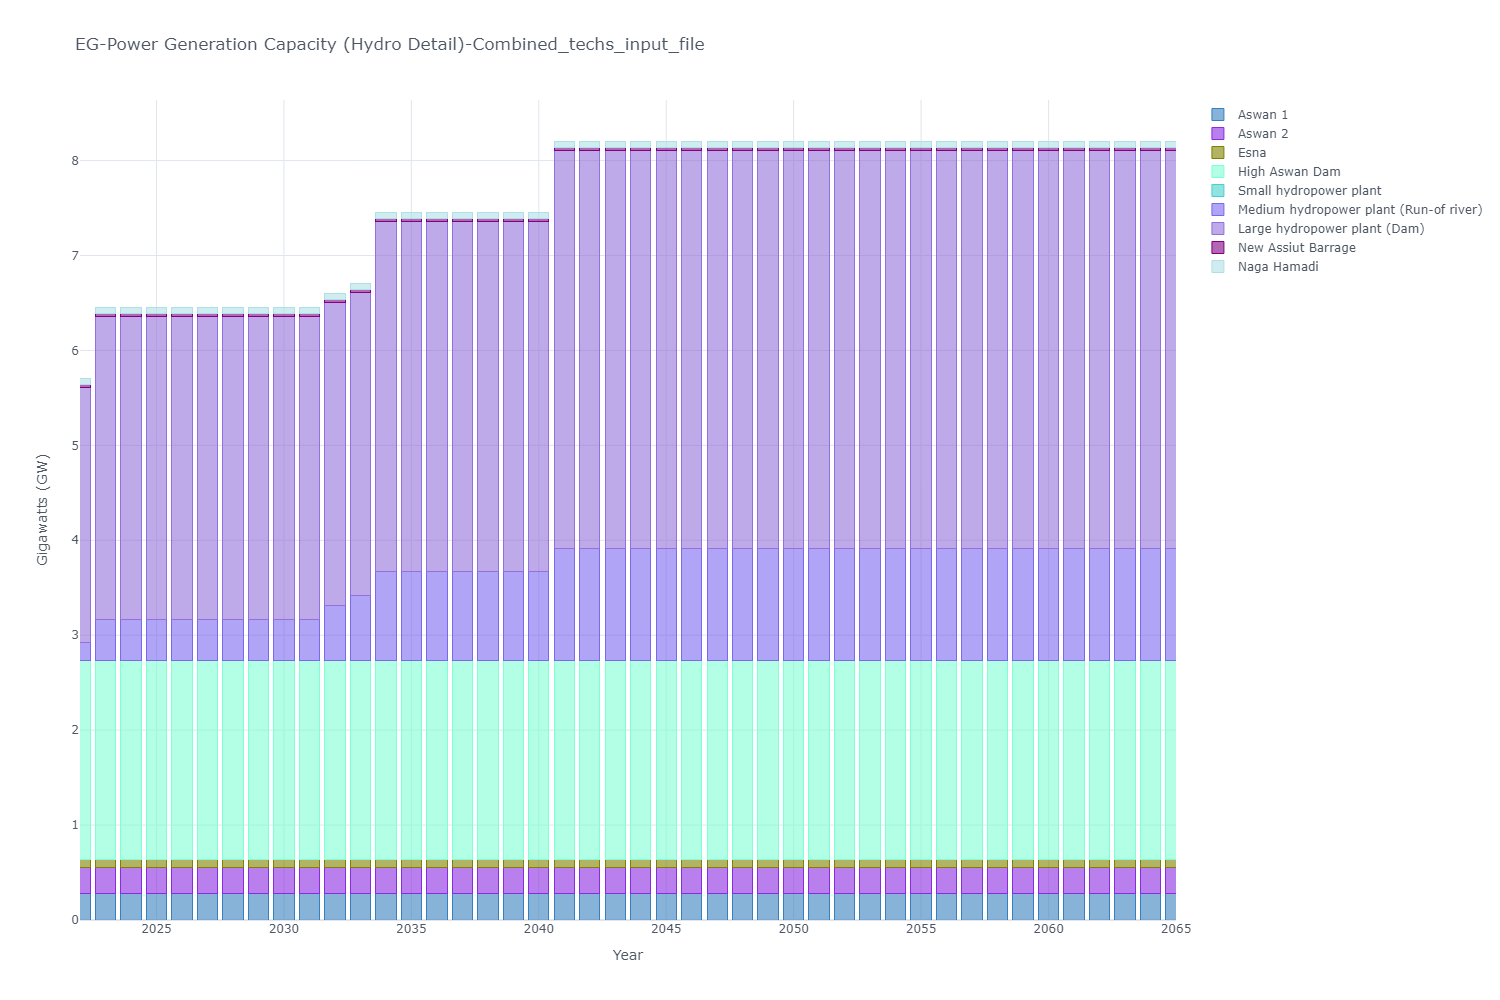 EG-Power Generation Capacity (Hydro Detail)-Combined_techs_input_file
Aswan 1
Aswan 2
Esna
High Aswan Dam
Small hydropower plant
Medium hydropower plant (Run-of river)
Large hydropower plant (Dam)
New Assiut Barrage
Naga Hamadi
8
7
6
5
4
3
2
1
0
Gigawatts (GW)
2025 2030 2035 2040 2045 2050 2055 2060 2065
Year